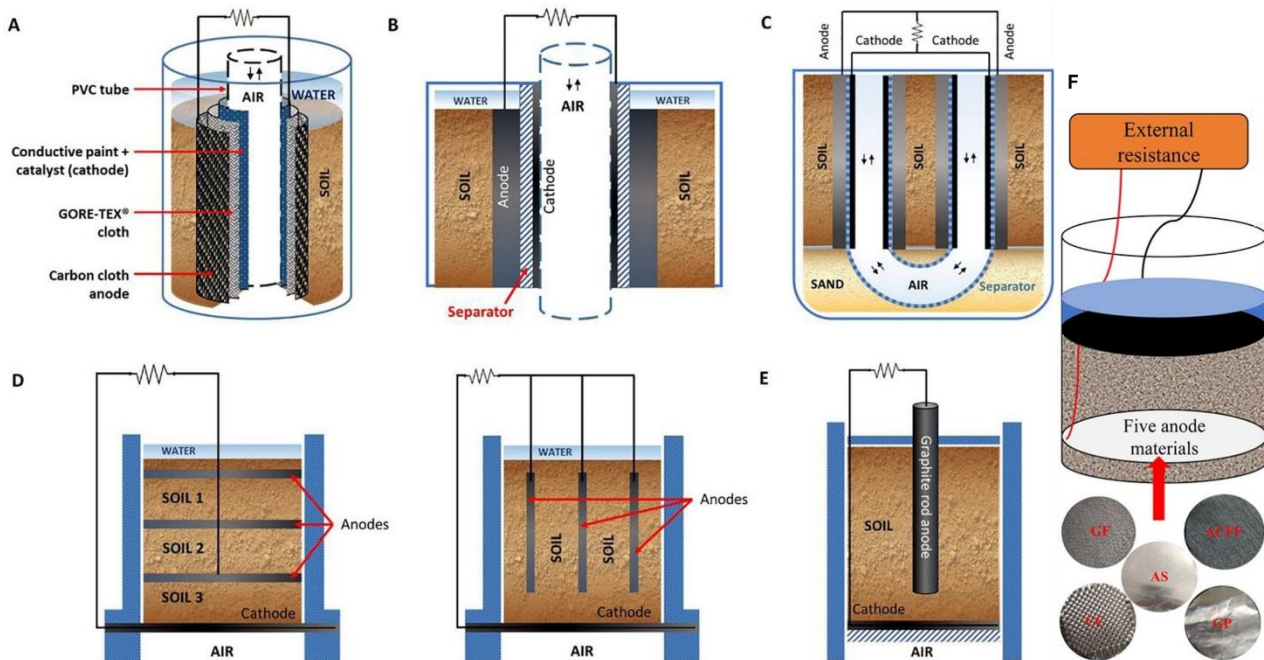 A
PVC tube
AIR
WATER
Conductive paint +
catalyst (cathode)
SOIL
GORE-TEX®
cloth
Carbon cloth
anode
B
WATER
AIR
WATER
SOIL
Anode
Cathode
SOIL
Separator
C
Anode
Cathode
Cathode
Anode
SOIL
SOIL
SOIL
SAND
AIR
Separator
F
External
resistance
Five anode
materials
GF
ACFF
AS
CC
GP
D
WATER
SOIL 1
SOIL 2
SOIL 3
Anodes
Cathode
AIR
WATER
SOIL
SOIL
Anodes
Cathode
AIR
E
Graphite rod anode
SOIL
Cathode
AIR